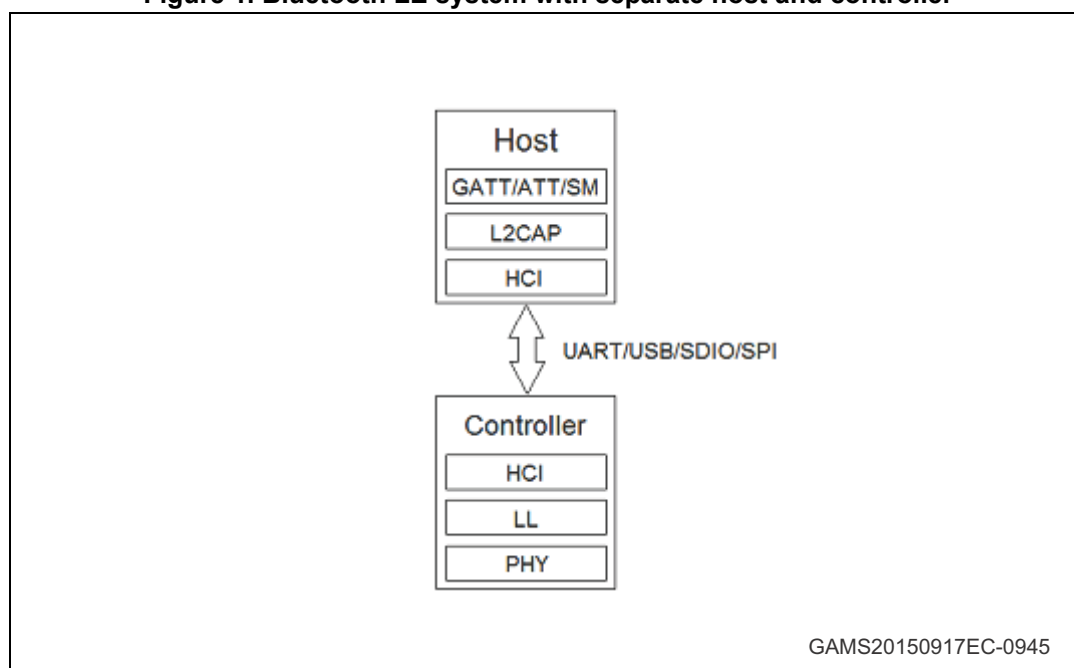 Figure 1. Bluetooth LE system with separate host and controller
Host
GATT/ATT/SM
L2CAP
HCI
UART/USB/SDIO/SPI
Controller
HCI
LL
PHY
GAMS20150917EC-0945